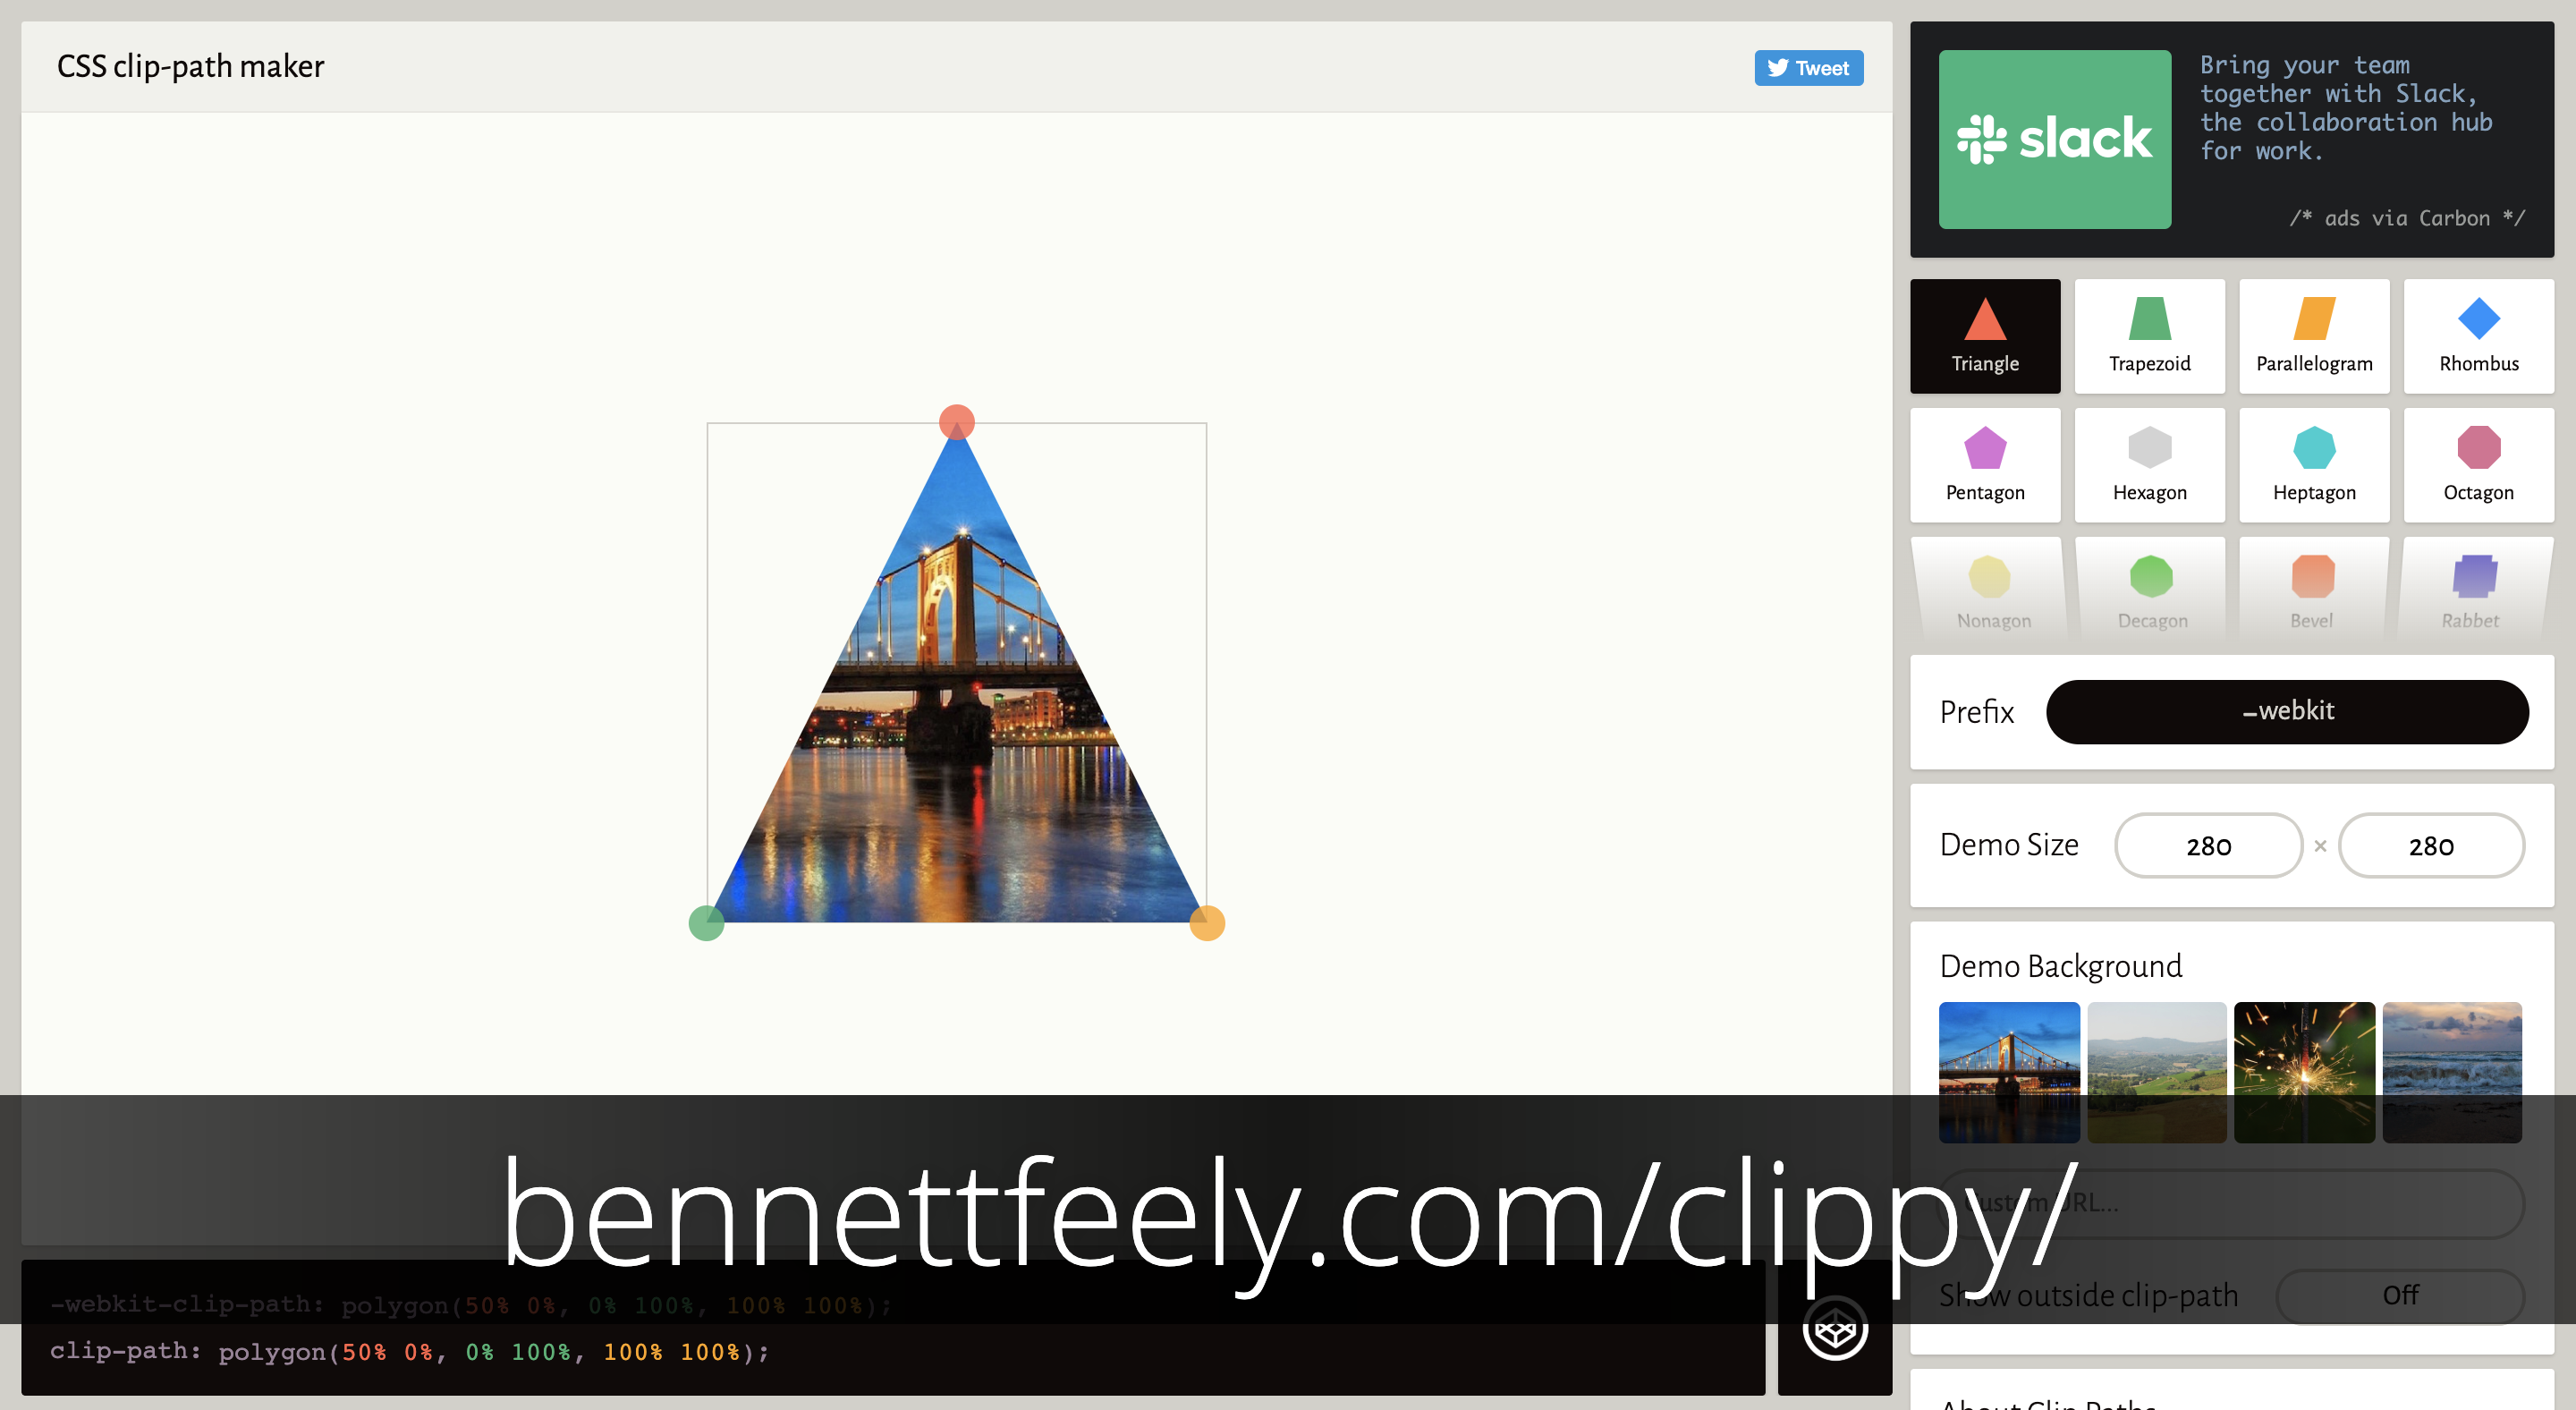 CSS clip-path maker
Tweet
slack
Bring your team
together with Slack,
the collaboration hub
for work.
/* ads via Carbon */
Triangle
Trapezoid
Parallelogram
Rhombus
Pentagon
Hexagon
Heptagon
Octagon
Nonagon
Decagon
Bevel
Rabbet
Prefix
-webkit
Demo Size
280 × 280
Demo Background
Custom URL...
Show outside clip-path
Off
About Clip Paths
bennettfeely.com/clippy/
-webkit-clip-path: polygon(50% 0%, 0% 100%, 100% 100%);
clip-path: polygon(50% 0%, 0% 100%, 100% 100%);